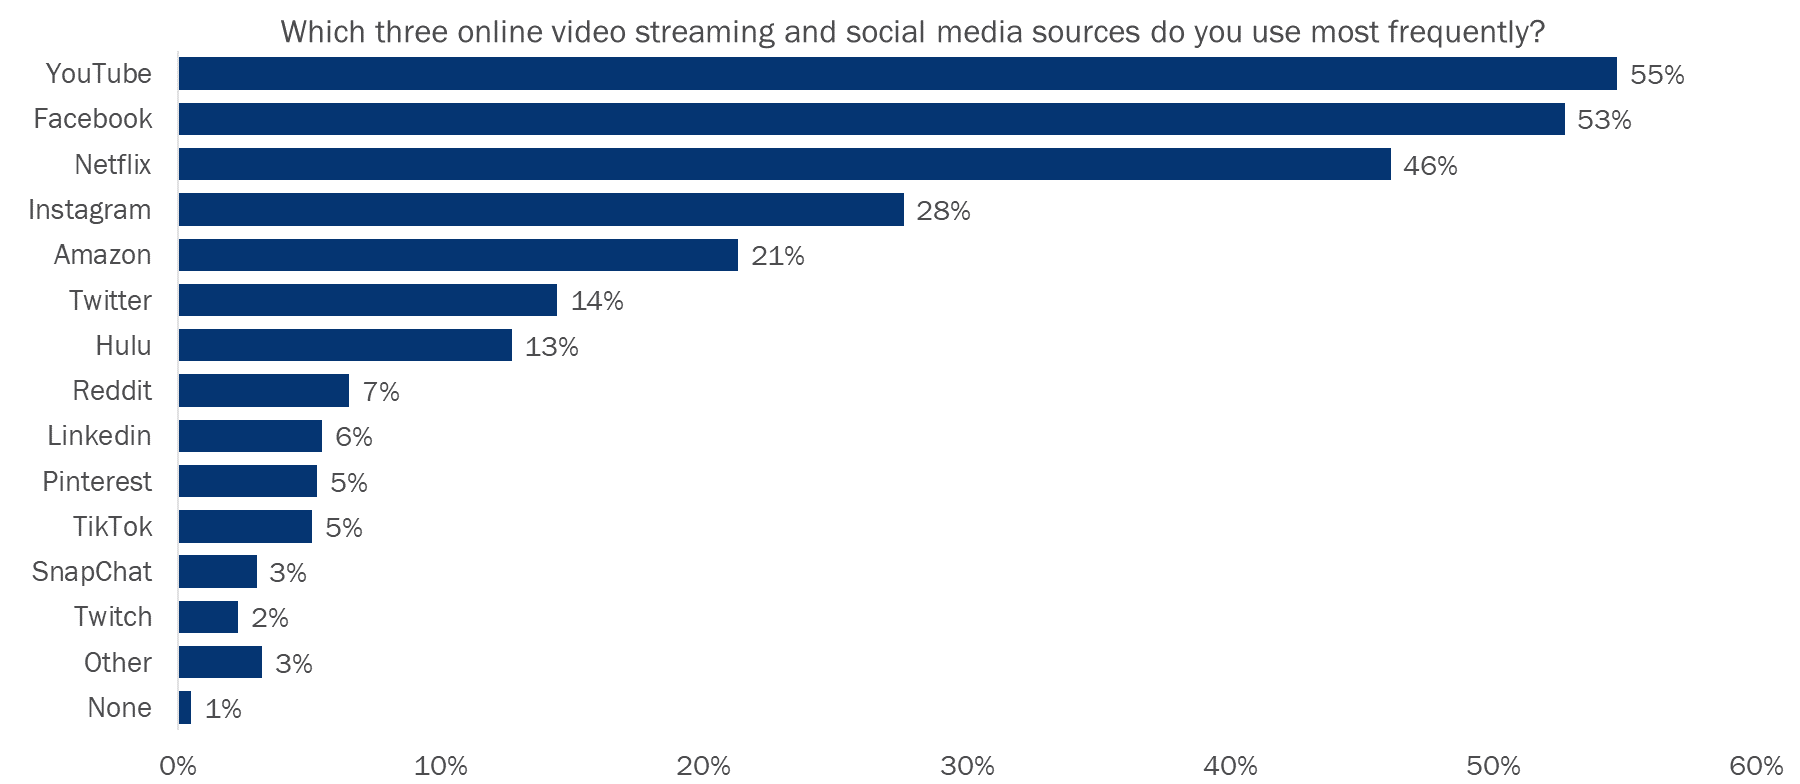 Which three online video streaming and social media sources do you use most frequently?
YouTube 55%
Facebook 53%
Netflix 46%
Instagram 28%
Amazon 21%
Twitter 14%
Hulu 13%
Reddit 7%
Linkedin 6%
Pinterest 5%
TikTok 5%
SnapChat 3%
Twitch 2%
Other 3%
None 1%
0% 10% 20% 30% 40% 50% 60%